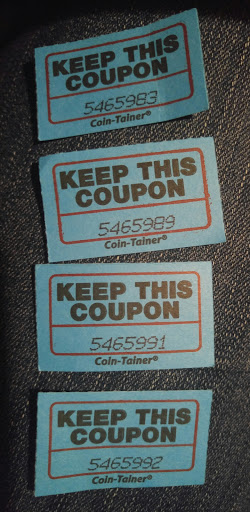 KEEP THIS
COUPON
5465983
Coin-Tainer®
KEEP THIS
COUPON
5465989
Coin-Tainer®
KEEP THIS
COUPON
5465991
Coin-Tainer®
KEEP THIS
COUPON
5465992
Coin-Tainer®